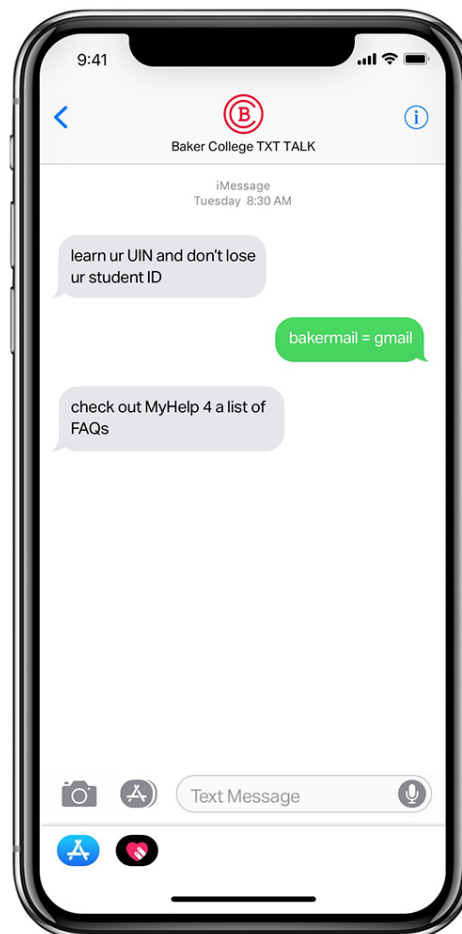 9:41
B
Baker College TXT TALK
iMessage
Tuesday 8:30 AM
learn ur UIN and don't lose
ur student ID
bakermail = gmail
check out MyHelp 4 a list of
FAQs
Text Message